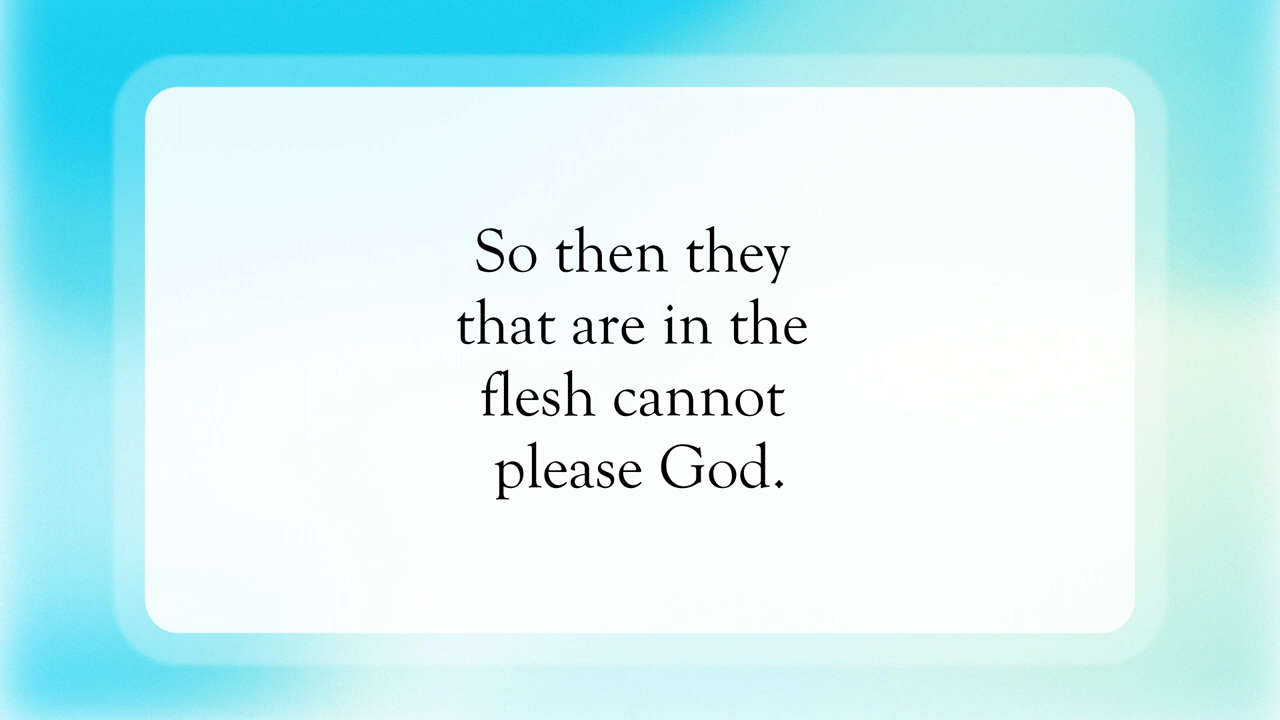 So then they
that are in the
flesh cannot
please God.